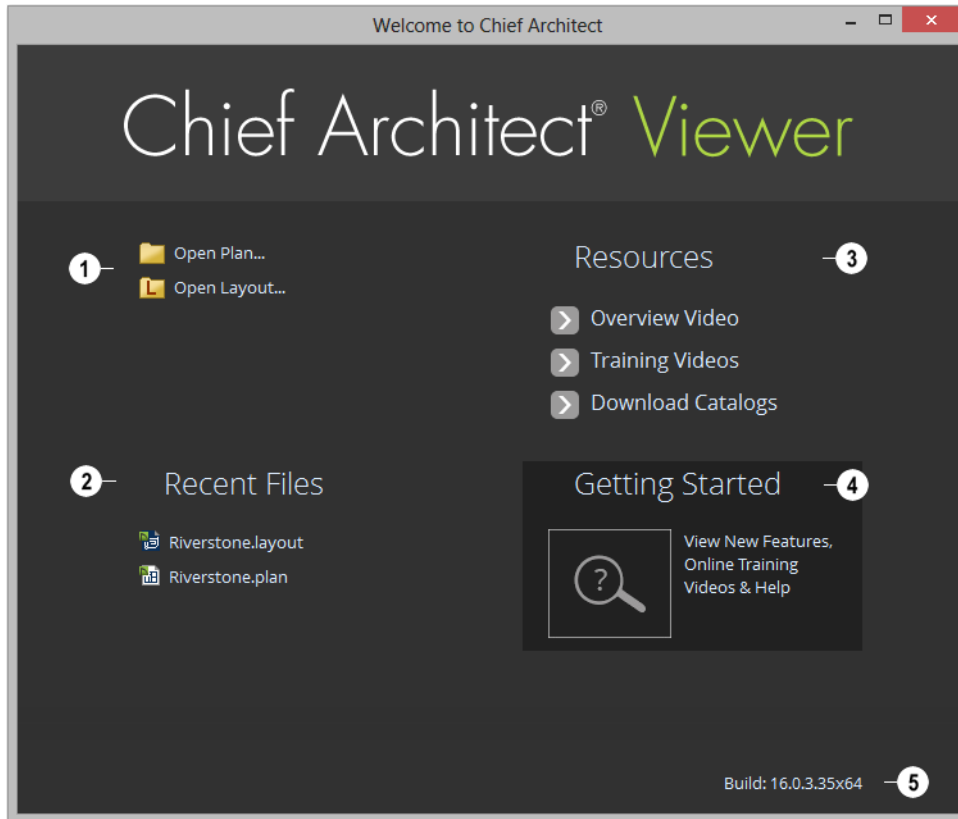 Welcome to Chief Architect
Chief Architect® Viewer
1
Open Plan...
L Open Layout...
Resources
3
Overview Video
Training Videos
Download Catalogs
2
Recent Files
Riverstone.layout
Riverstone.plan
Getting Started
4
?
View New Features,
Online Training
Videos & Help
Build: 16.0.3.35x64
5